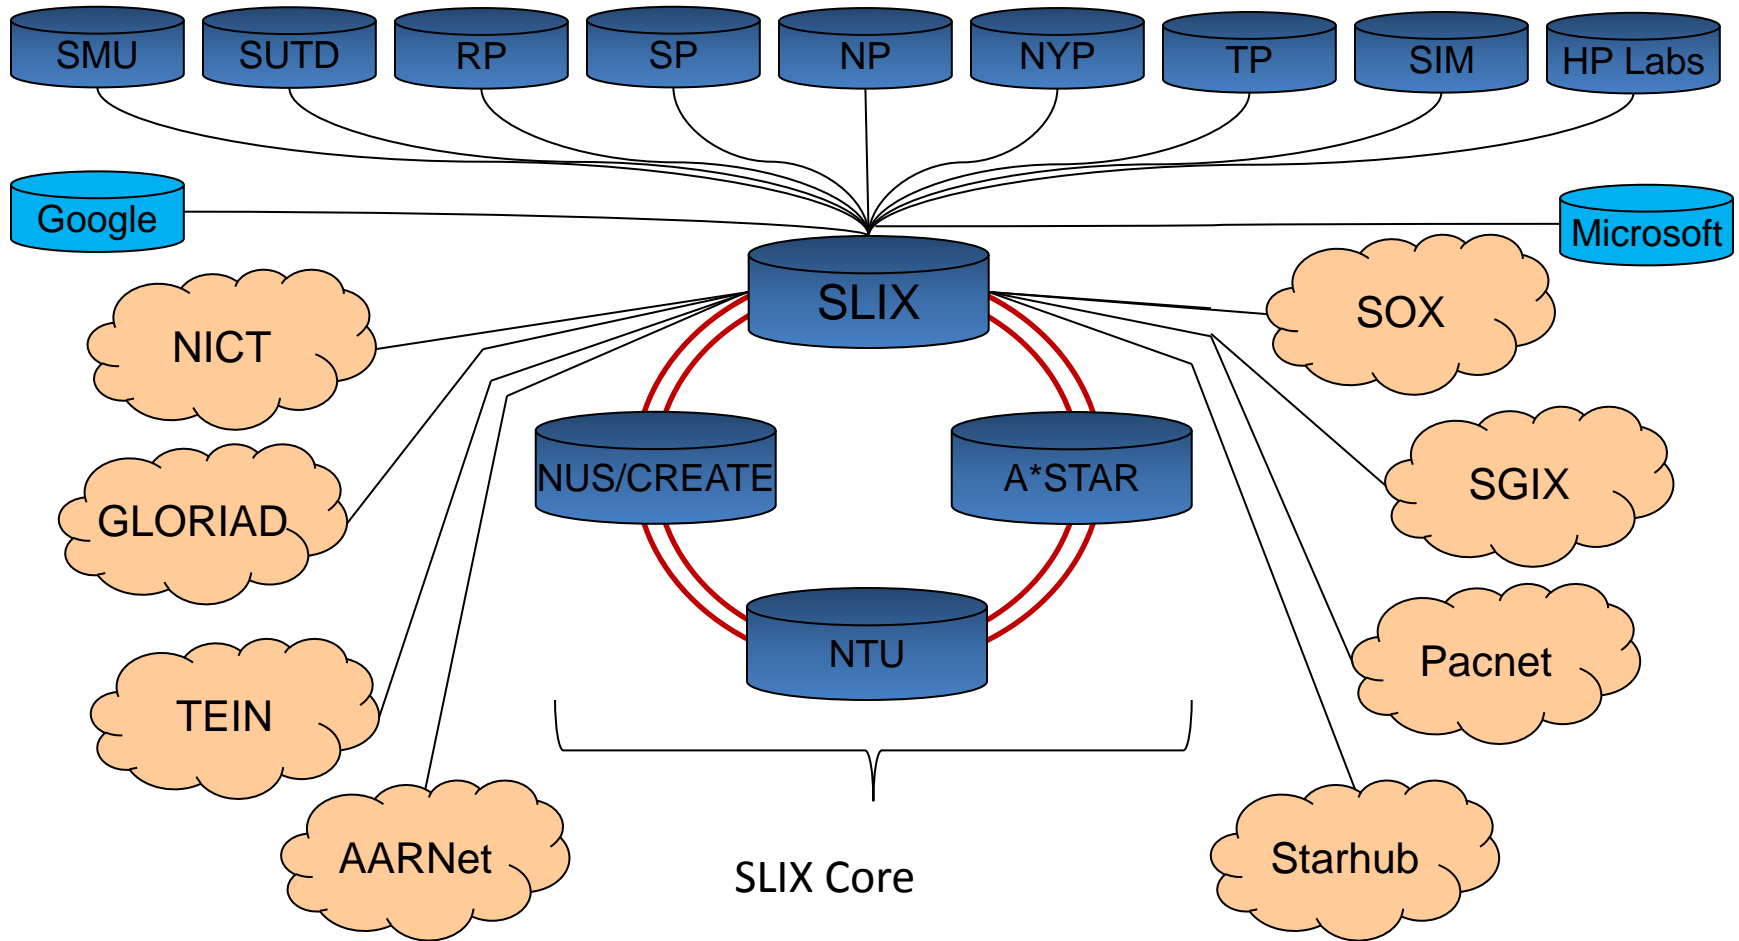 SMU
SUTD
RP
SP
NP
NYP
TP
SIM
HP Labs
Google
Microsoft
SLIX
NICT
SOX
GLORIAD
NUS/CREATE
A*STAR
SGIX
TEIN
NTU
Pacnet
AARNet
SLIX Core
Starhub